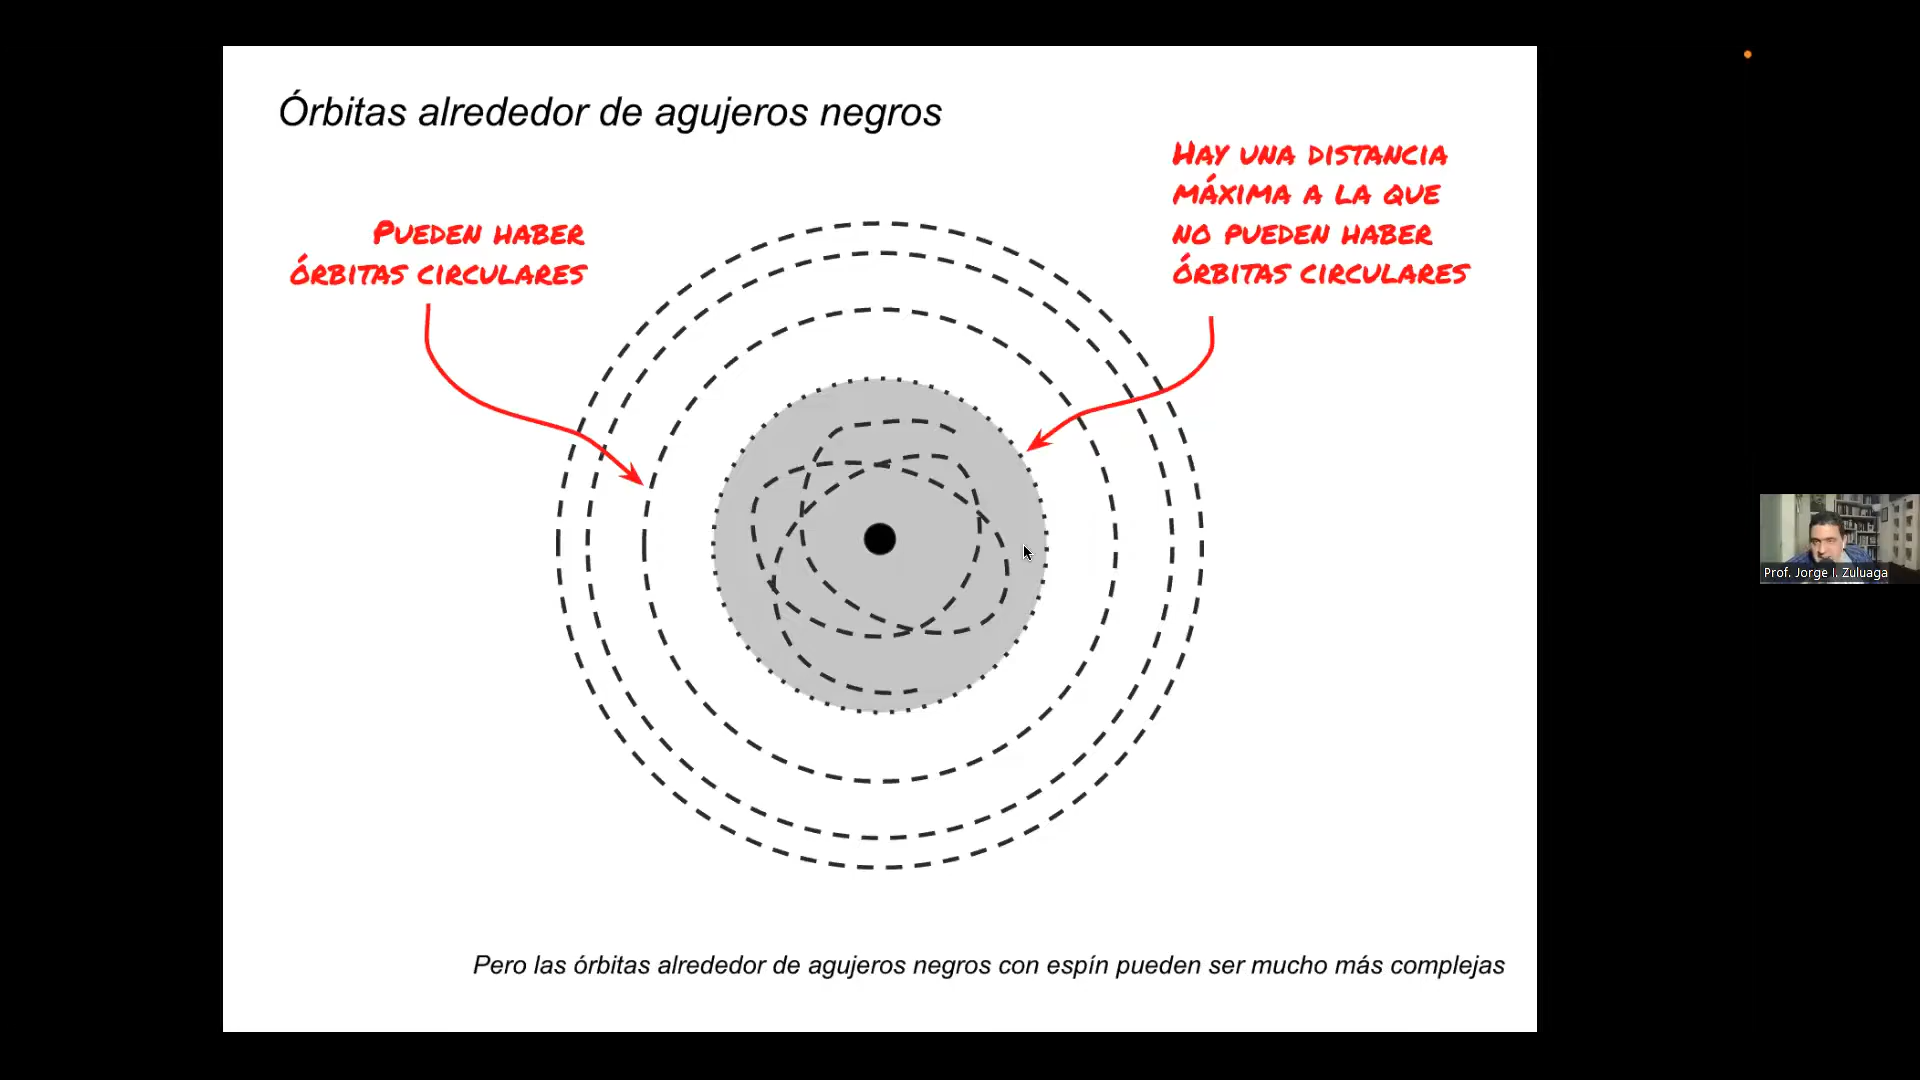 Órbitas alrededor de agujeros negros
PUEDEN HABER
ÓRBITAS CIRCULARES
HAY UNA DISTANCIA
MÁXIMA A LA QUE
NO PUEDEN HABER
ÓRBITAS CIRCULARES
Prof. Jorge I. Zuluaga
Pero las órbitas alrededor de agujeros negros con espín pueden ser mucho más complejas